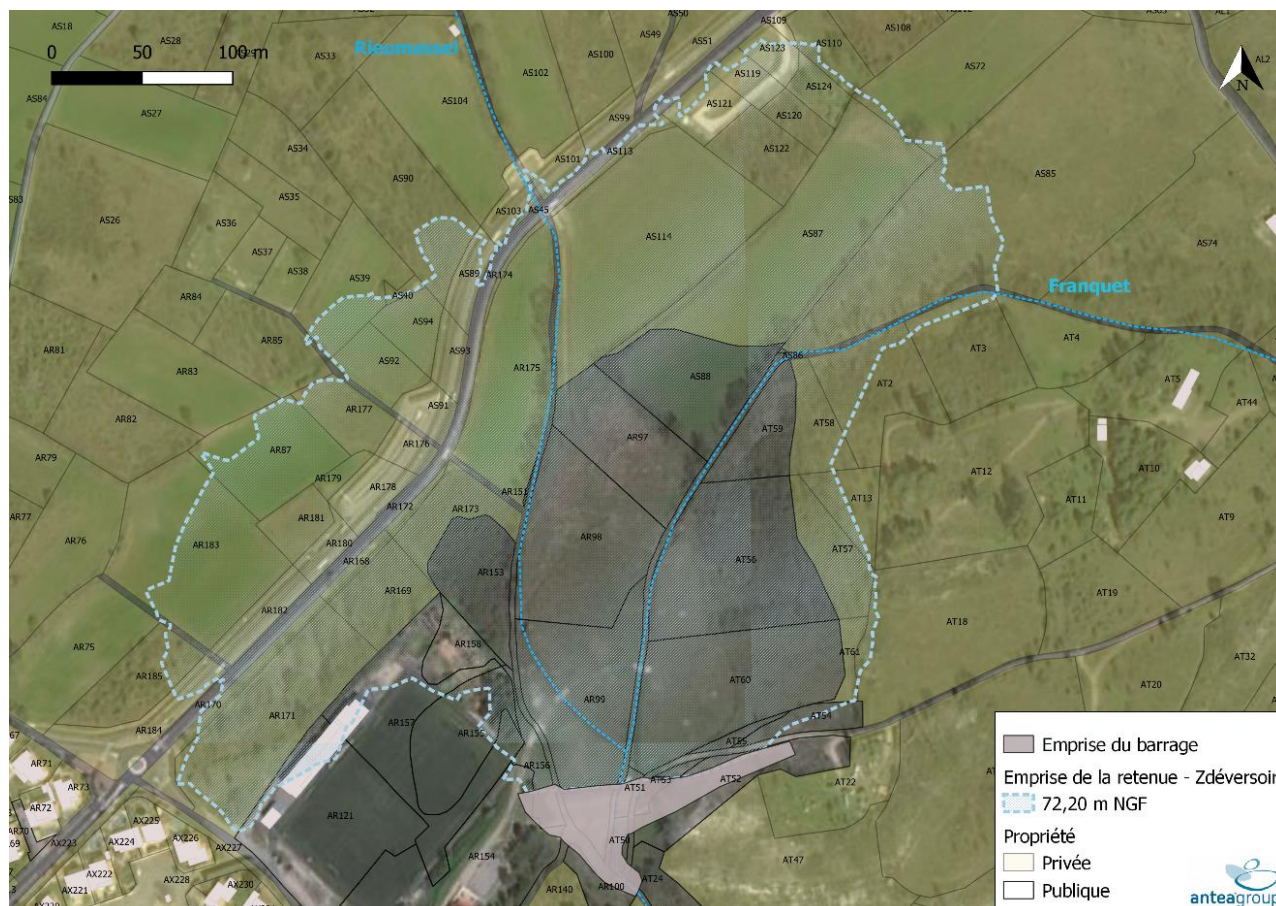 AS18
AS28
AS33
AS50
AS109
AS108
AL2
0 50 100 m
Rieumassel
AS49
AS51
AS110
AS123
AS100
AS102
AS119
AS72
AS84
AS27
AS104
AS121
AS124
AS99
AS120
N
AS34
AS101
AS113
AS122
AS90
AS85
AS83
AS35
AS26
AS36
AS103
AS45
AS114
AS87
AS74
AS37
AS38
AS39
AS89
AR174
AR84
AS40
Franquet
AS94
AR85
AR81
AS93
AS92
AR175
AS86
AT3
AT4
AR83
AS88
AT2
AT5
AR82
AR177
AS91
AT58
AT59
AT44
AR97
AR176
AR79
AR87
AT12
AT10
AR179
AR178
AR151
AT13
AT11
AR77
AR181
AR172
AR173
AT9
AR76
AR183
AR180
AR98
AT57
AR168
AT56
AR153
AR169
AT19
AR182
AT18
AR75
AR158
AT61
AT32
AR185
AT60
AT20
AR170
AR171
AR99
AT54
AR157
AR155
AT55
AR184
AR156
AT63
AT52
AT51
AT22
AR71
AR73
AR72
AR121
AX225
AX224
AX226
AX223
AX227
AT50
AR154
AT47
AX222
AX221
AX228
AX230
AR140
AR100
AT24
Emprise du barrage
Emprise de la retenue - Zdéversoir
72,20 m NGF
Propriété
Privée
Publique
anteagroup